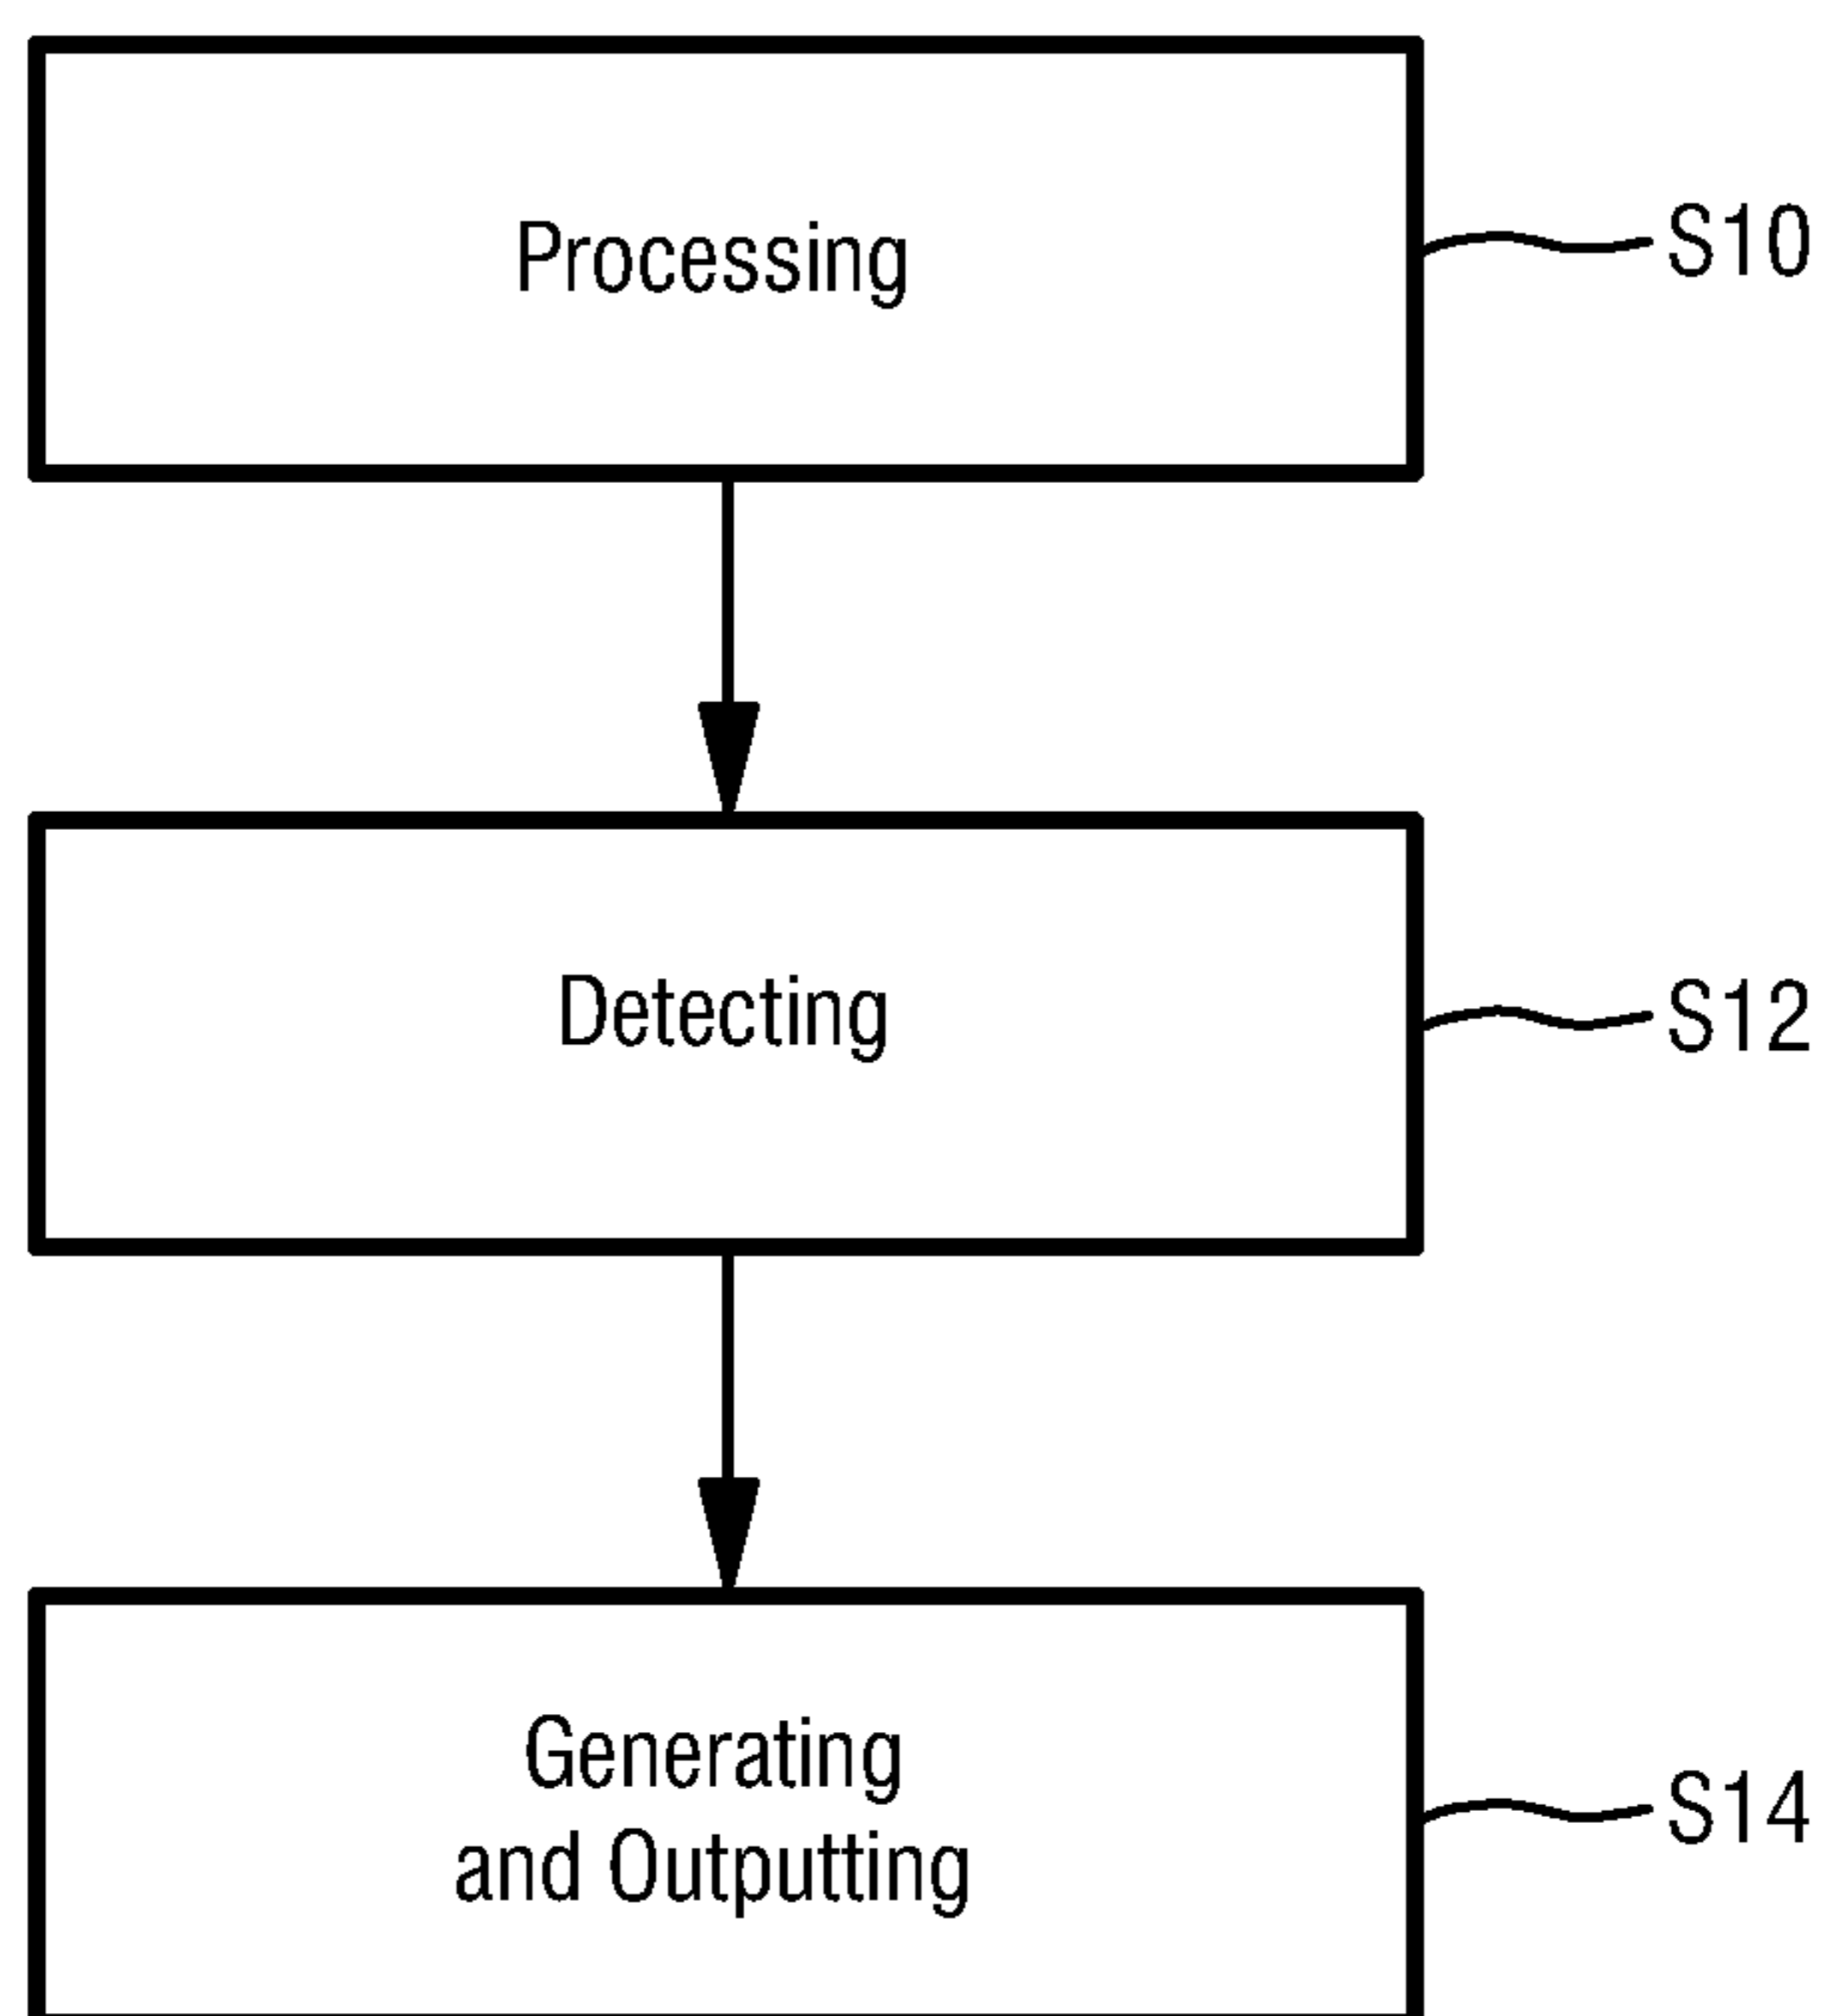 Processing
S10
Detecting
S12
Generating
and Outputting
S14